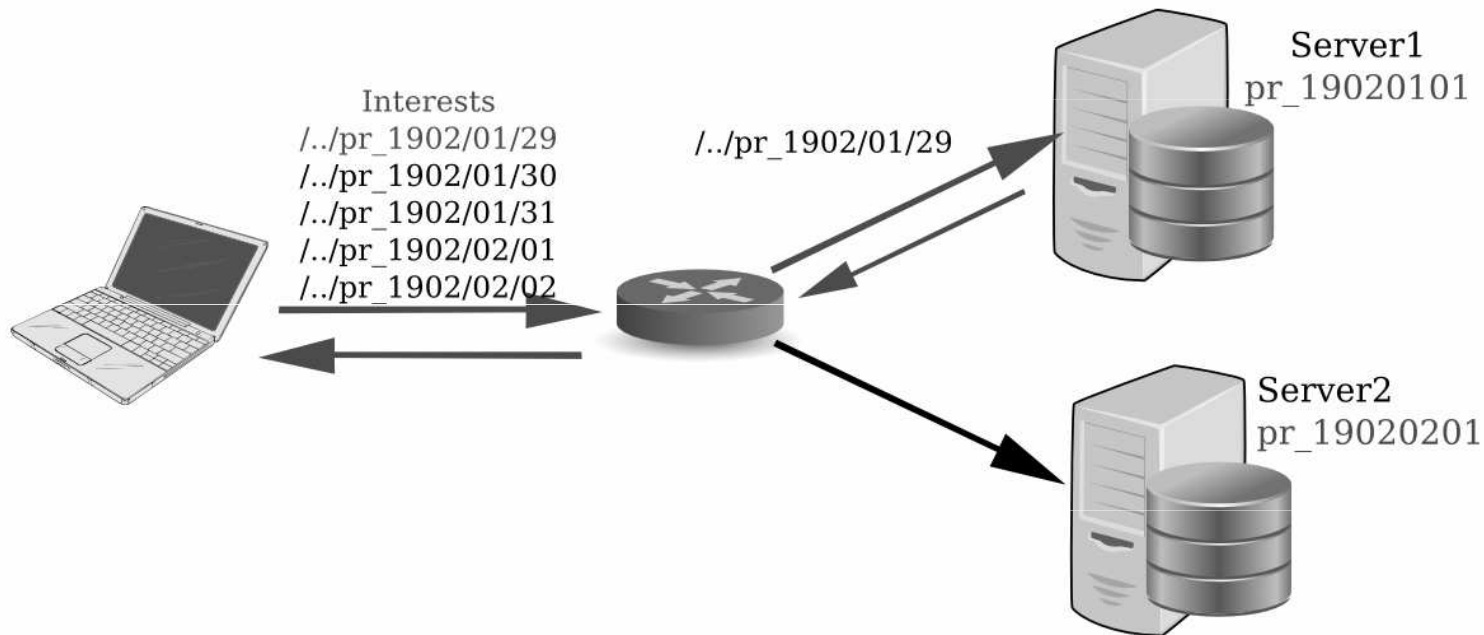 Interests
/../pr_1902/01/29
/../pr_1902/01/30
/../pr_1902/01/31
/../pr_1902/02/01
/../pr_1902/02/02
/../pr_1902/01/29
Server1
pr_19020101
Server2
pr_19020201